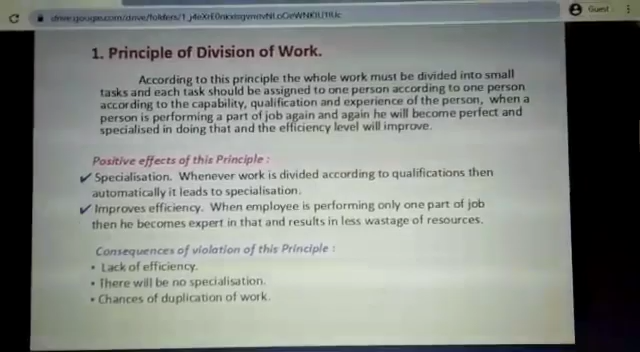 Guest
1. Principle of Division of Work.
According to this principle the whole work must be divided into small
tasks and each task should be assigned to one person according to one person
according to the capability, qualification and experience of the person, when a
person is performing a part of job again and again he will become perfect and
specialised in doing that and the efficiency level will improve.
Positive effects of this Principle :
✓ Specialisation. Whenever work is divided according to qualifications then
automatically it leads to specialisation.
✓ Improves efficiency. When employee is performing only one part of job
then he becomes expert in that and results in less wastage of resources.
Consequences of violation of this Principle :
• Lack of efficiency.
• There will be no specialisation.
• Chances of duplication of work.